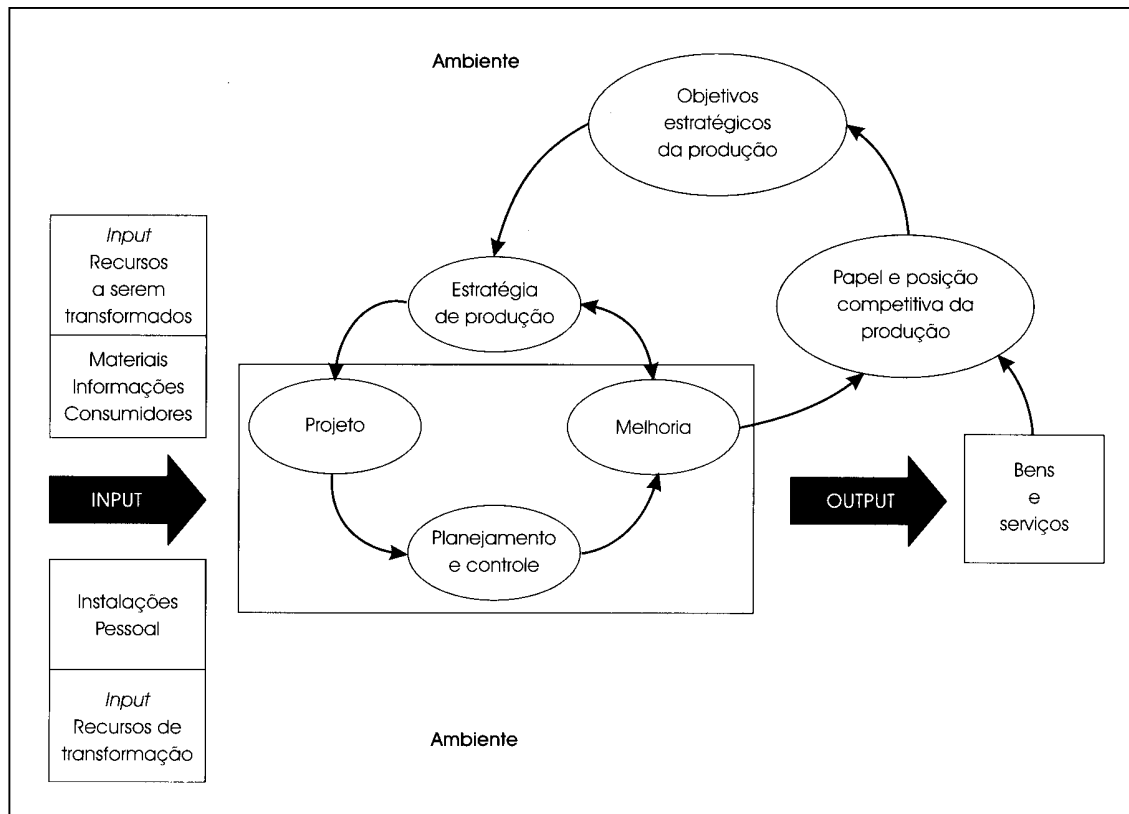 Ambiente
Objetivos
estratégicos
da produção
Input
Recursos
a serem
transformados
Materiais
Informações
Consumidores
Estratégia
de produção
Papel e posição
competitiva da
produção
Projeto
Melhoria
INPUT
OUTPUT
Bens
e
serviços
Planejamento
e controle
Instalações
Pessoal
Input
Recursos de
transformação
Ambiente